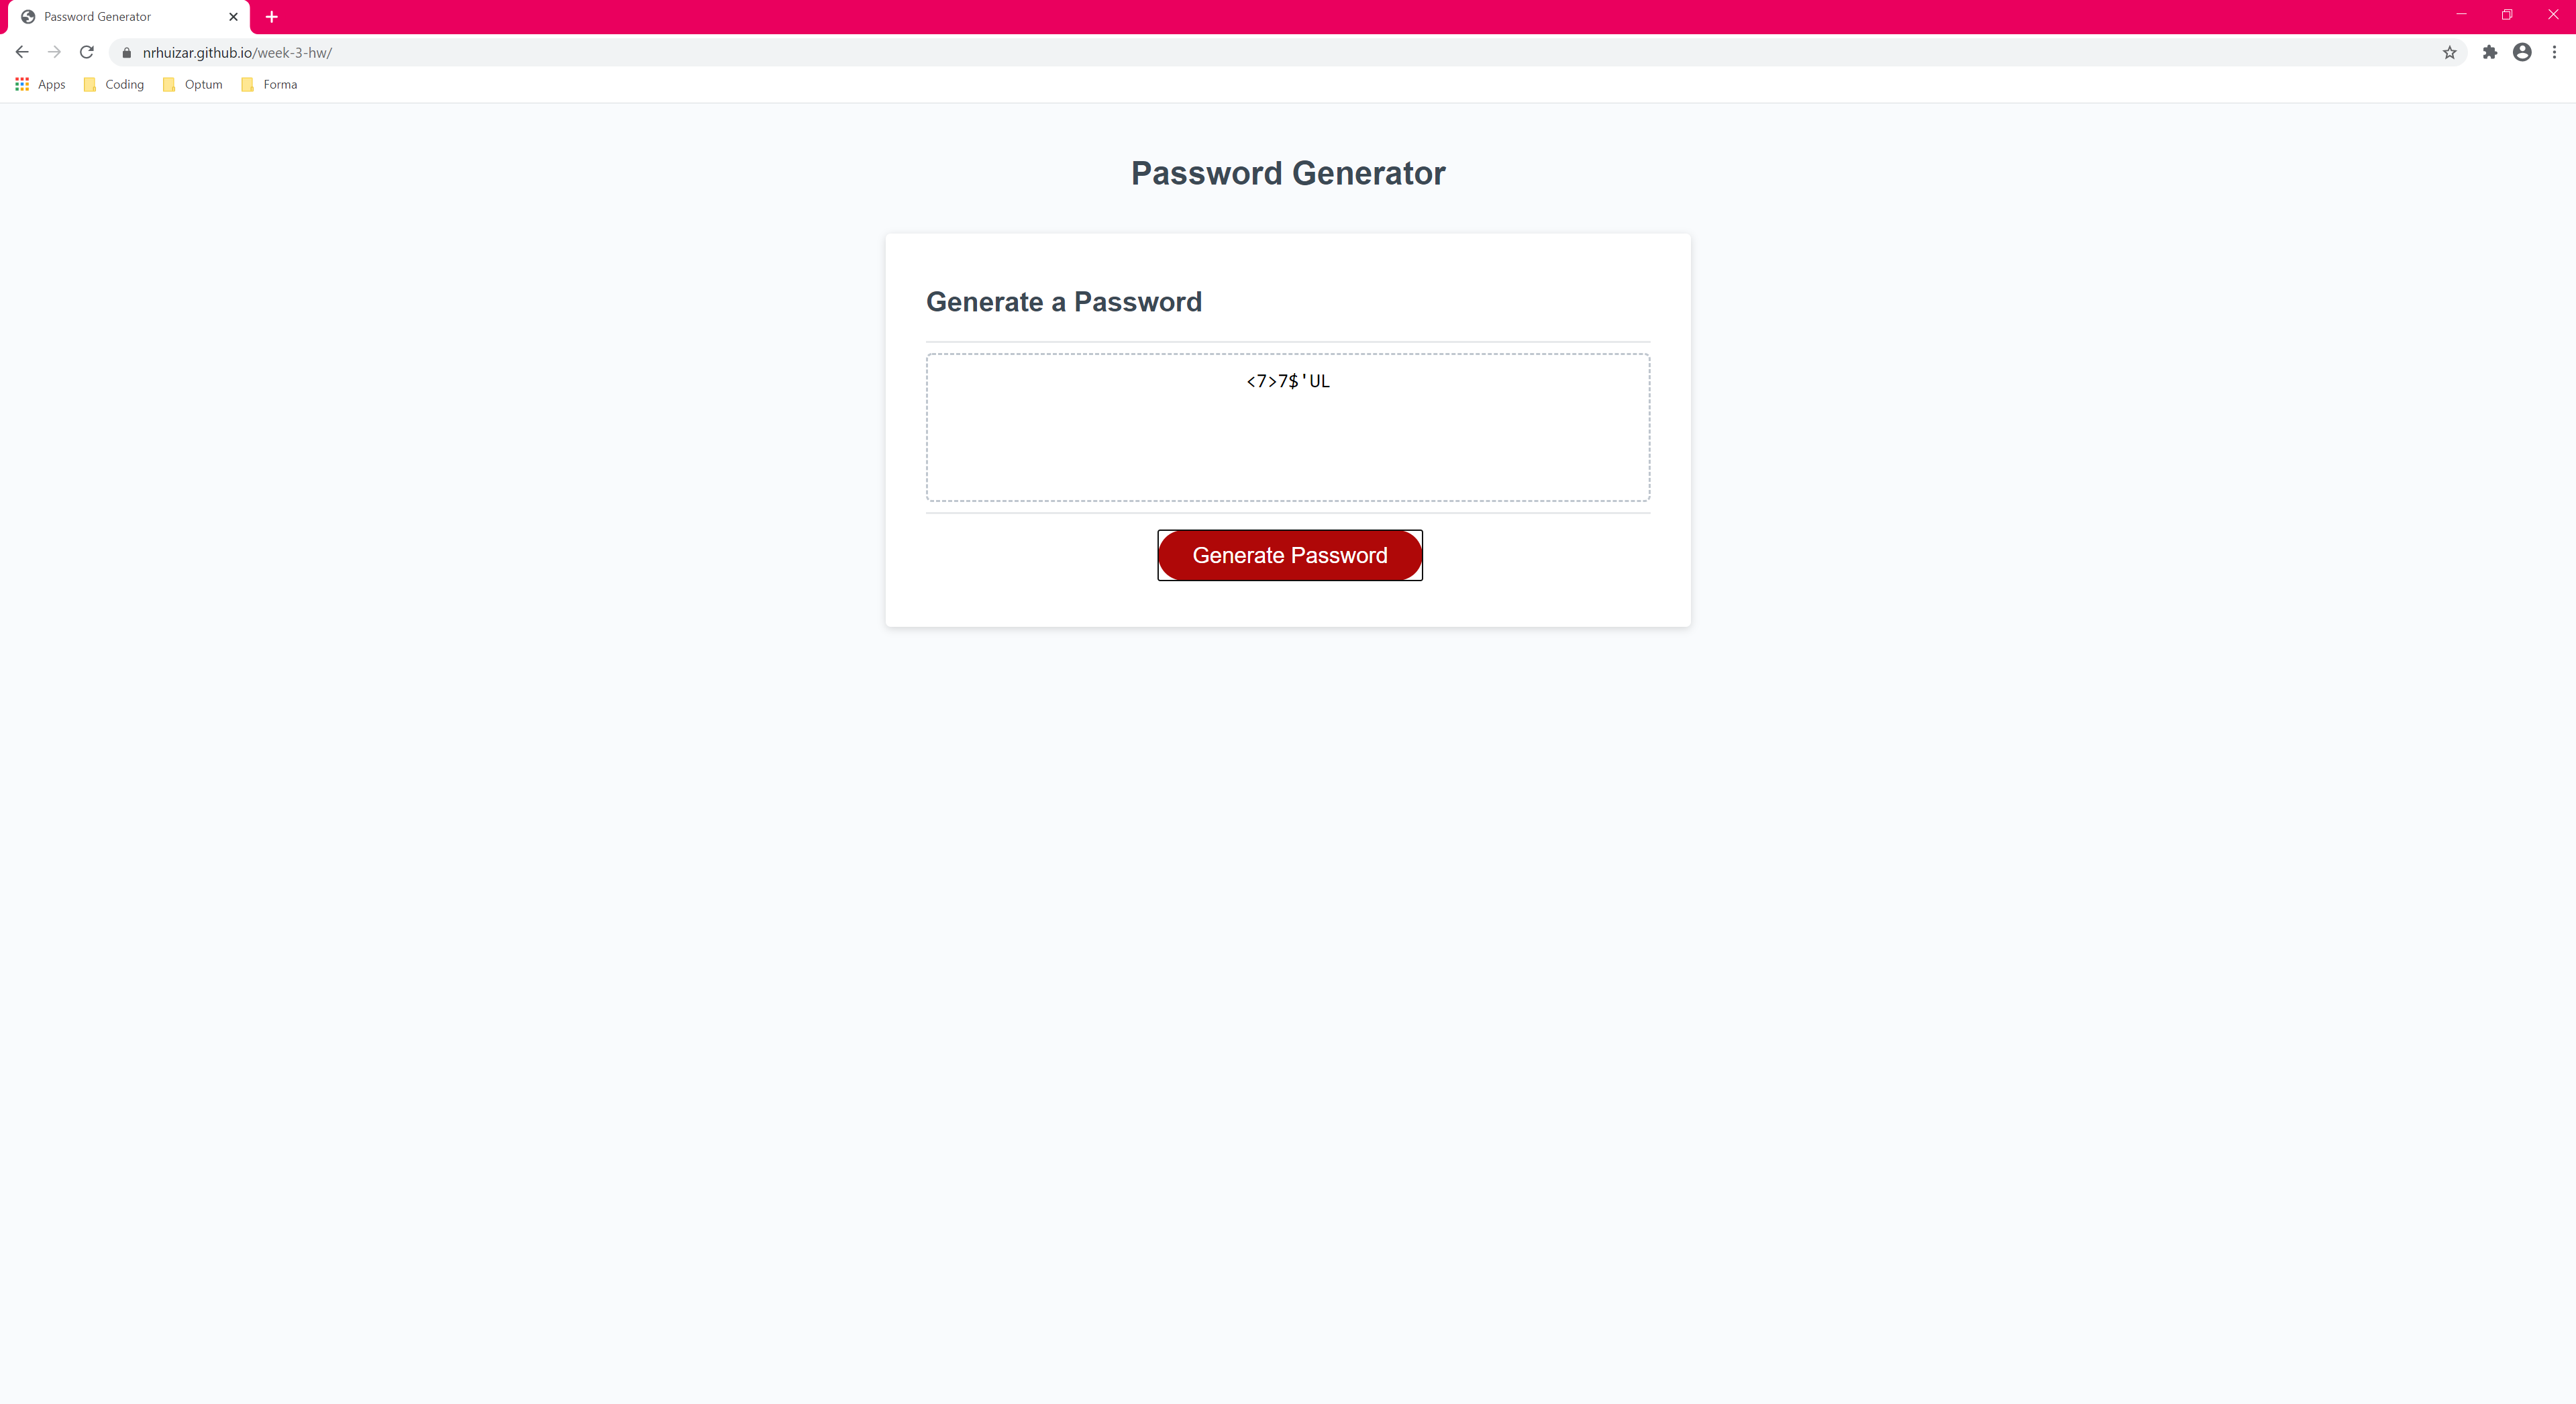 Password Generator
nrhuizar.github.io/week-3-hw/
Apps Coding Optum Forma
Password Generator
Generate a Password
<7>7$'UL
Generate Password